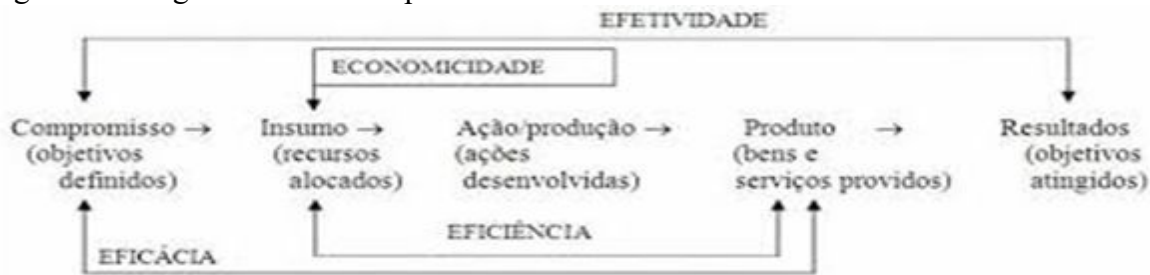 EFETIVIDADE
ECONOMICIDADE
Compromisso → Insumo → Ação/produção → Produto → Resultados
(objetivos (recursos (ações (bens e (objetivos
definidos) alocados) desenvolvidas) serviços providos) atingidos)
EFICIÊNCIA
EFICÁCIA